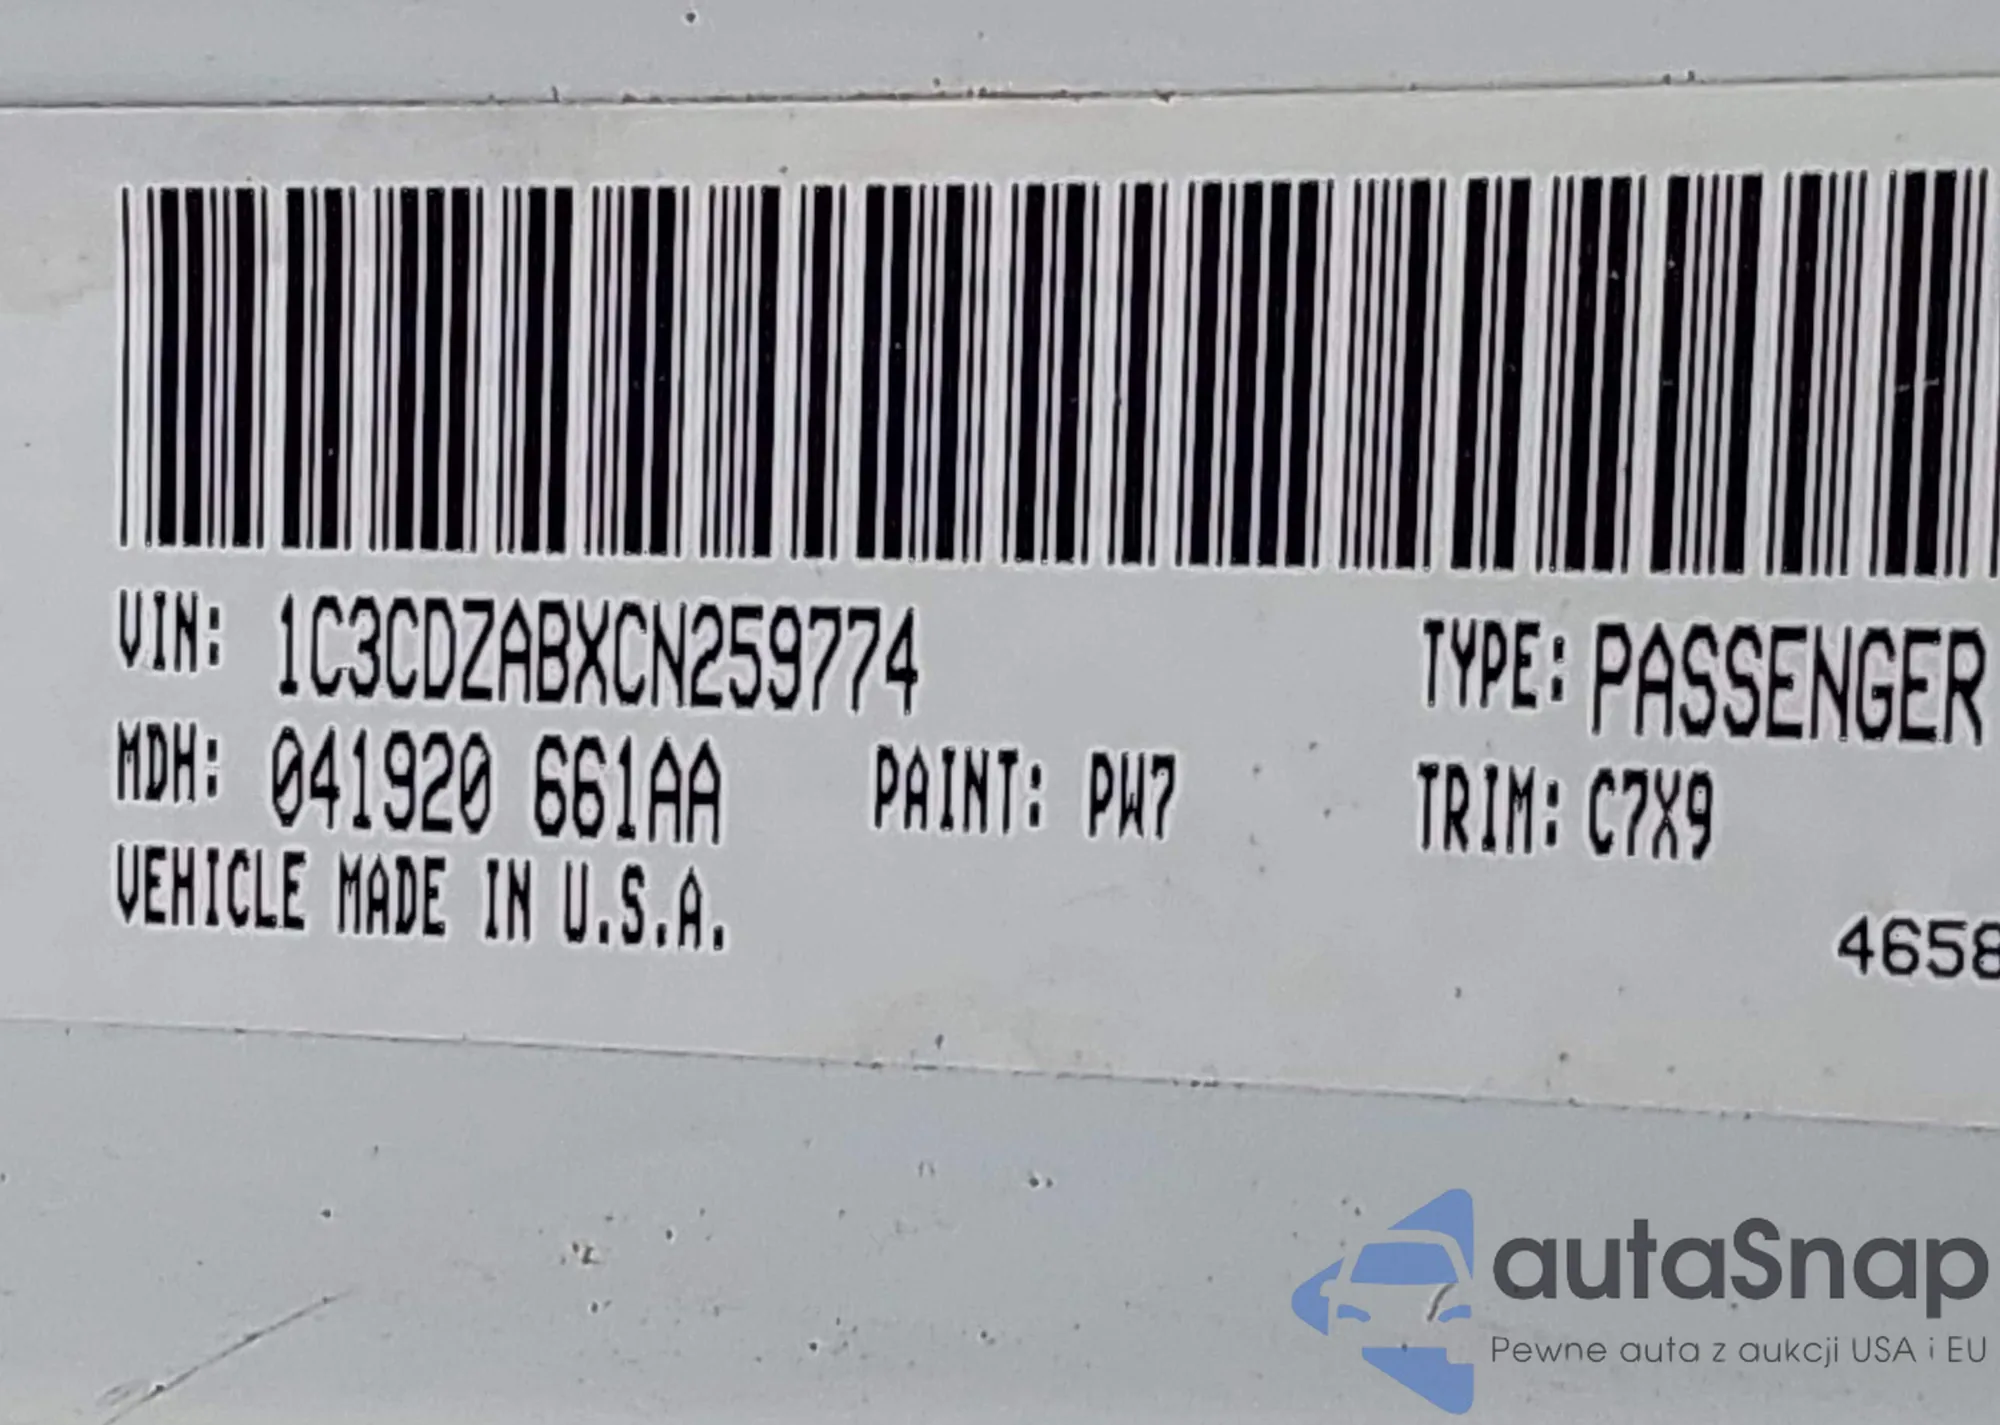 VIN: 1C3CDZABXCN259774 TYPE: PASSENGER
MDH: 041920 661AA PAINT: PW7 TRIM: C7X9
VEHICLE MADE IN U.S.A.
4658
autaSnap
Pewne auta z aukcji USA i EU